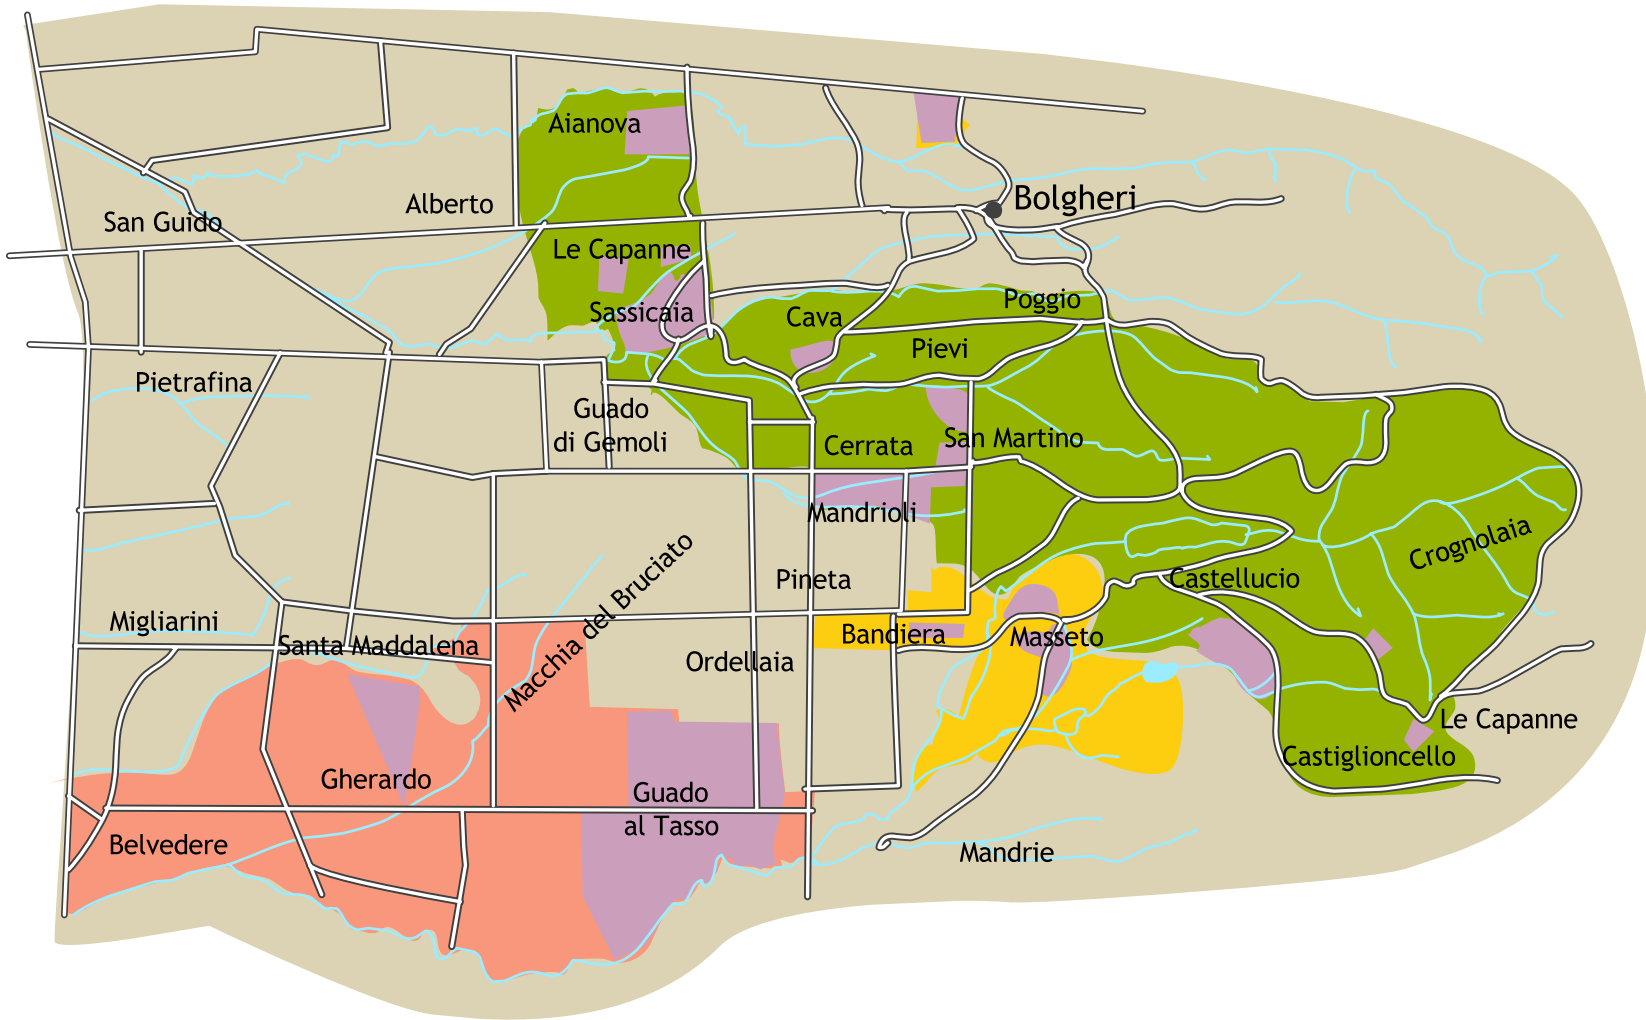 Aianova
Bolgheri
Alberto
San Guido
Le Capanne
Poggio
Sassicaia
Cava
Pievi
Pietrafina
Guado
di Gemoli
San Martino
Cerrata
Mandrioli
Crognolaia
Pineta
Castellucio
Macchia del Bruciato
Migliarini
Bandiera
Masseto
Santa Maddalena
Ordellaia
Le Capanne
Castiglioncello
Gherardo
Guado
al Tasso
Belvedere
Mandrie